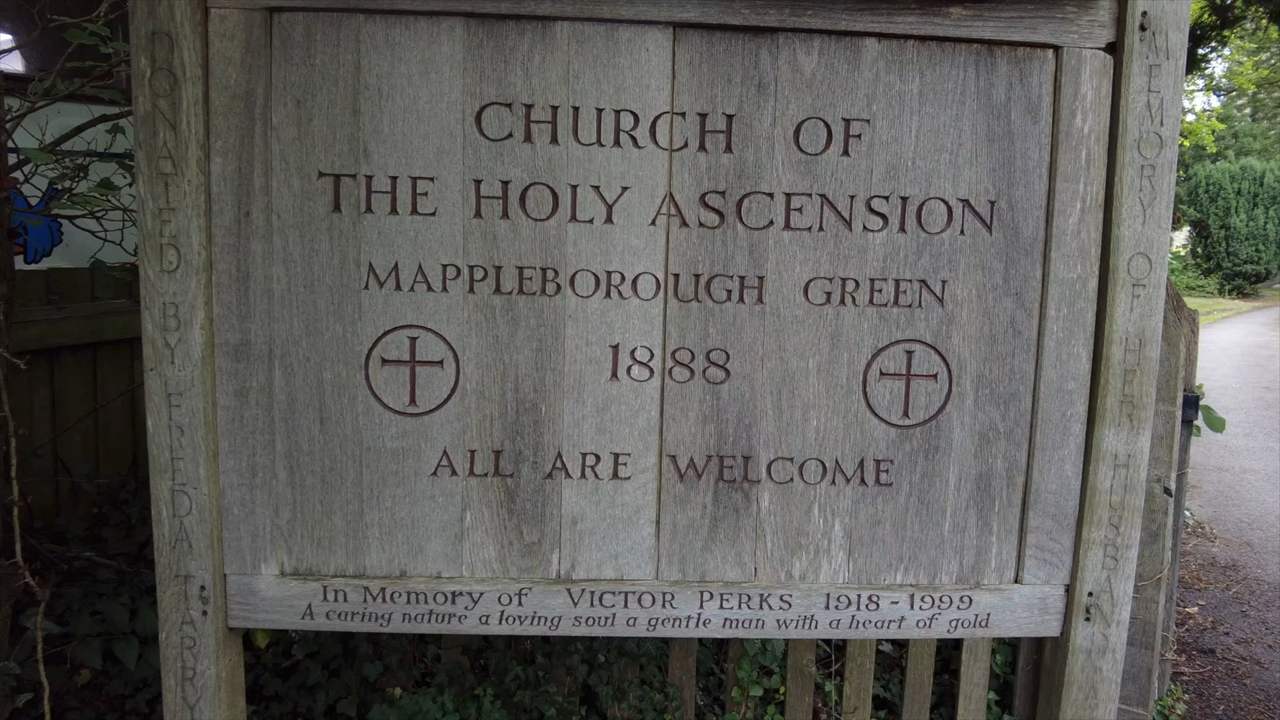 CHURCH OF
THE HOLY ASCENSION
MAPPLEBOROUGH GREEN
1888
ALL ARE WELCOME
In Memory of VICTOR PERKS 1918 - 1999
A caring nature a loving soul a gentle man with a heart of gold
DONATED BY FREDA TARRY
MEMORY OF HER HUSBAN